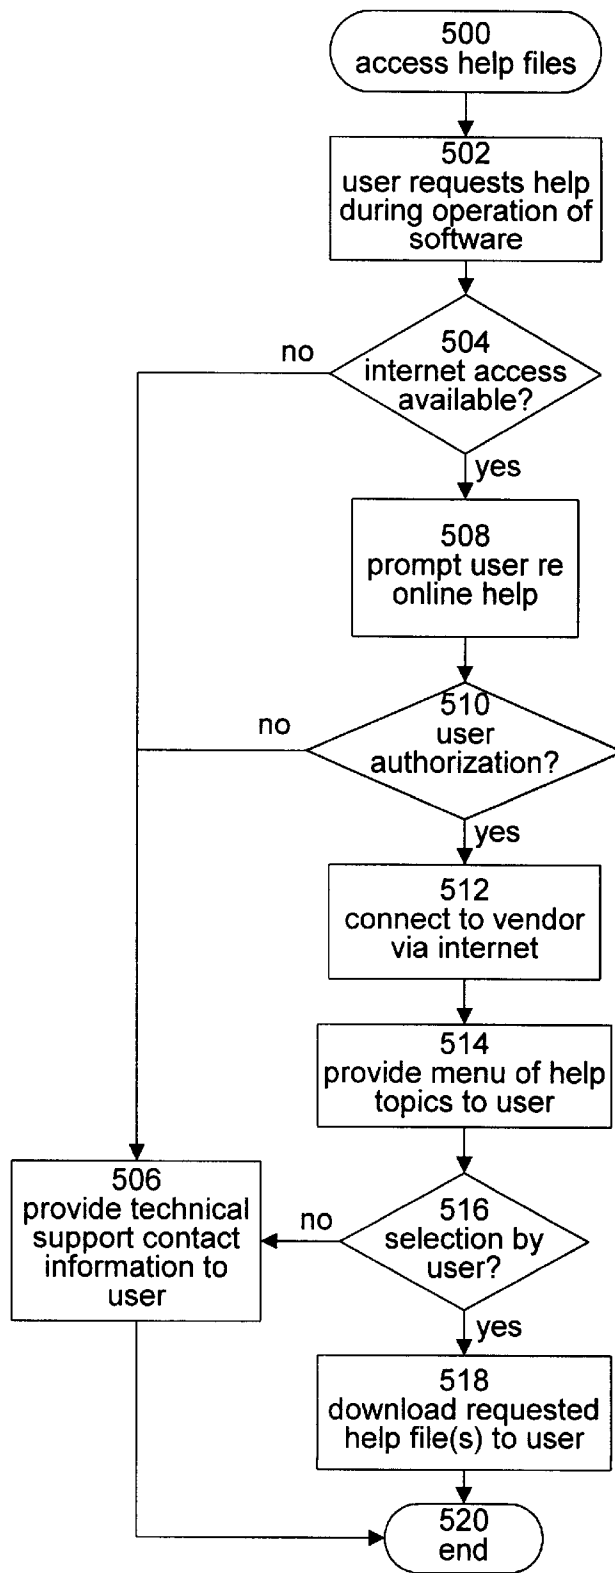 500
access help files
502
user requests help
during operation of
software
504
internet access
available?
no
yes
508
prompt user re
online help
510
user
authorization?
no
yes
512
connect to vendor
via internet
514
provide menu of help
topics to user
506
provide technical
support contact
information to
user
no
516
selection by
user?
yes
518
download requested
help file(s) to user
520
end